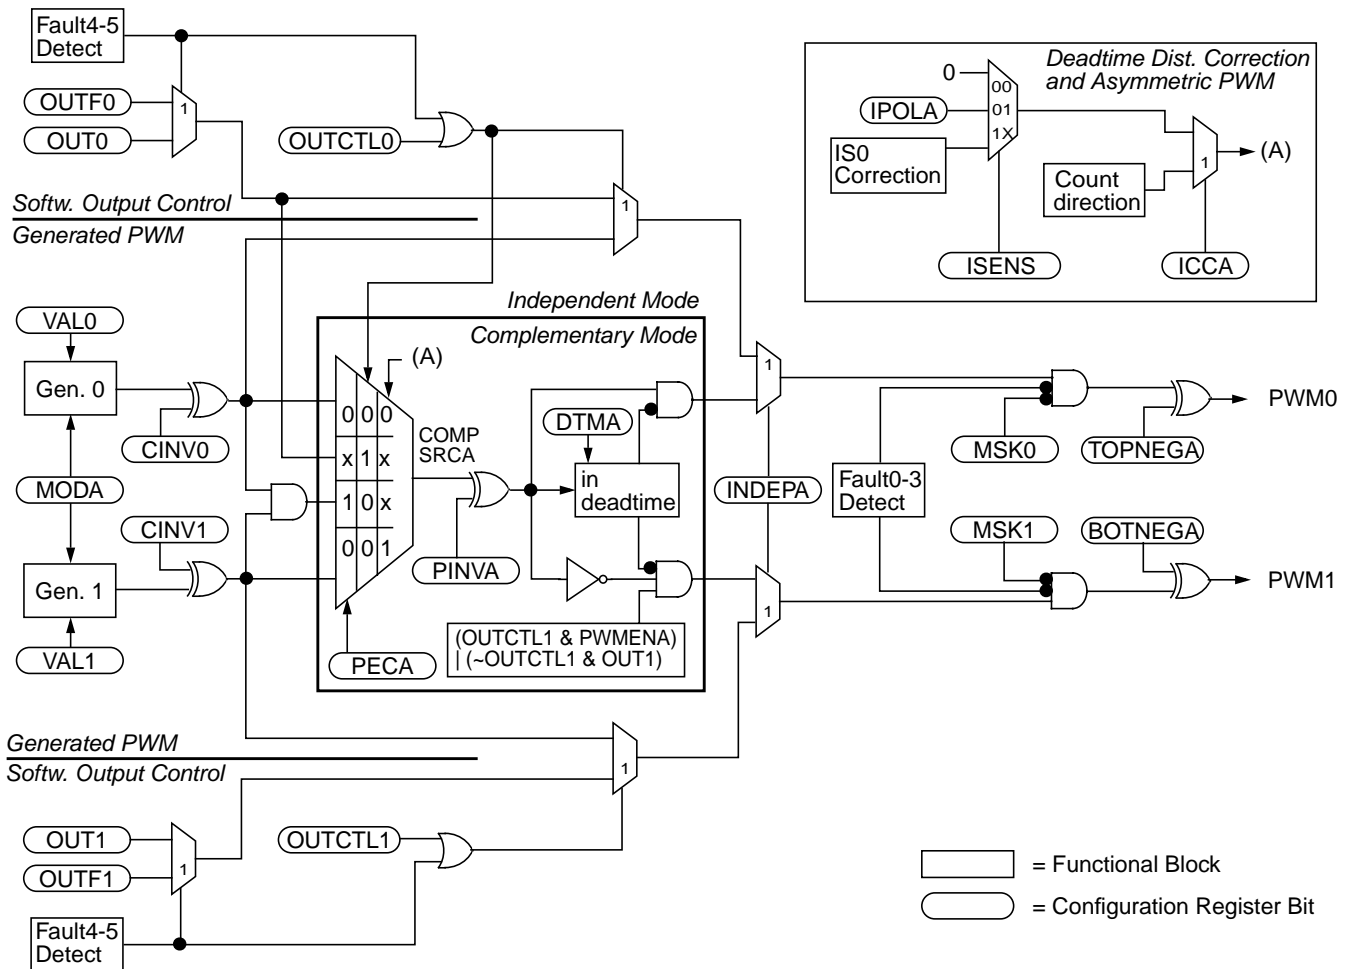 Fault4-5
Detect
OUTF0
OUT0
1
OUTCTL0
Softw. Output Control
Generated PWM
1
Deadtime Dist. Correction
and Asymmetric PWM
0
00
IPOLA
01
1X
IS0
Correction
1
(A)
Count
direction
ISENS
ICCA
Independent Mode
Complementary Mode
VAL0
Gen. 0
CINV0
MODA
CINV1
Gen. 1
VAL1
(A)
0 0 0
x 1 x
1 0 x
0 0 1
COMP
SRCA
PINVA
PECA
DTMA
in
deadtime
(OUTCTL1 & PWMENA)
| (~OUTCTL1 & OUT1)
1
INDEPA
1
MSK0
Fault0-3
Detect
MSK1
TOPNEGA
BOTNEGA
PWM0
PWM1
Generated PWM
Softw. Output Control
1
OUT1
OUTF1
1
OUTCTL1
Fault4-5
Detect
= Functional Block
= Configuration Register Bit